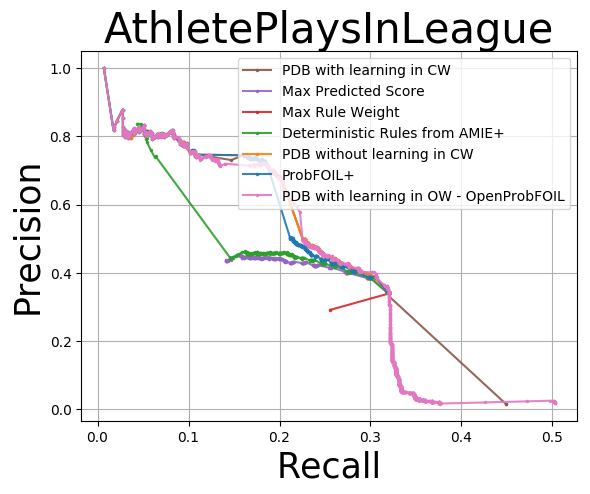 AthletePlaysInLeague
1.0
0.8
0.6
0.4
0.2
0.0
Precision
PDB with learning in CW
Max Predicted Score
Max Rule Weight
Deterministic Rules from AMIE+
PDB without learning in CW
ProbFOIL+
PDB with learning in OW - OpenProbFOIL
0.0 0.1 0.2 0.3 0.4 0.5
Recall